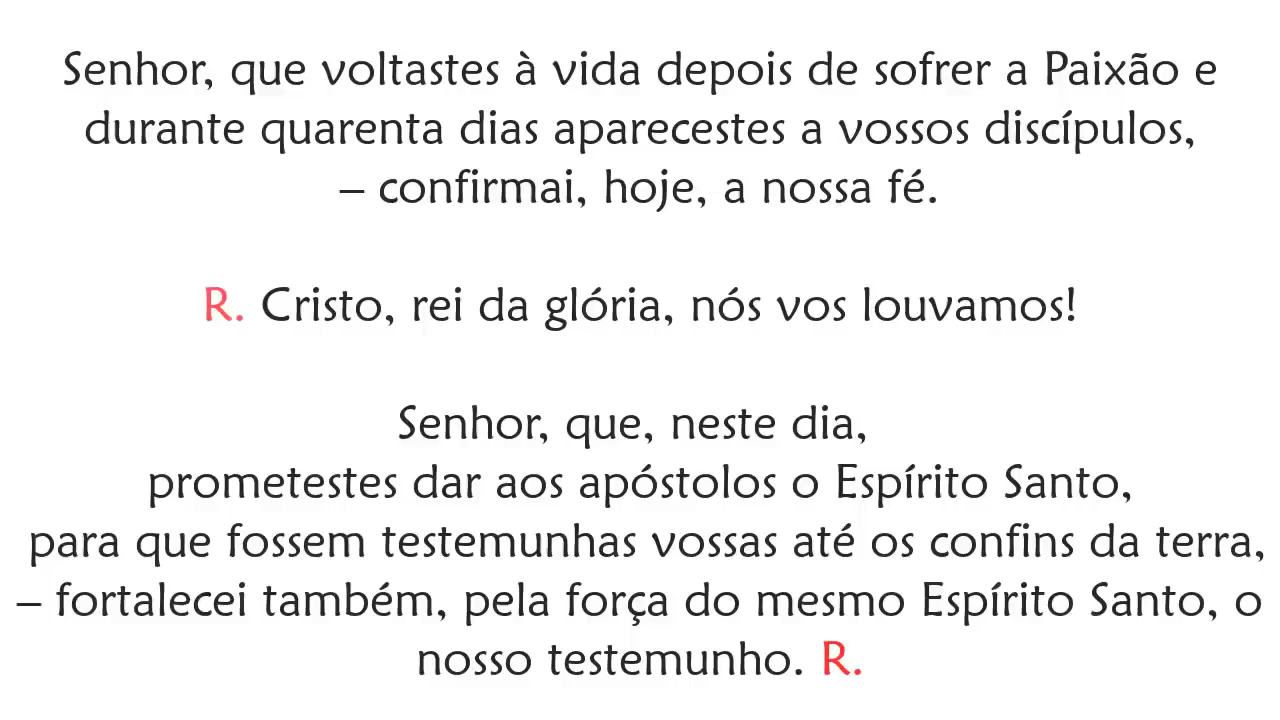 Senhor, que voltastes à vida depois de sofrer a Paixão e
durante quarenta dias aparecestes a vossos discípulos,
– confirmai, hoje, a nossa fé.
R. Cristo, rei da glória, nós vos louvamos!
Senhor, que, neste dia,
prometestes dar aos apóstolos o Espírito Santo,
para que fossem testemunhas vossas até os confins da terra,
– fortalecei também, pela força do mesmo Espírito Santo, o
nosso testemunho. R.